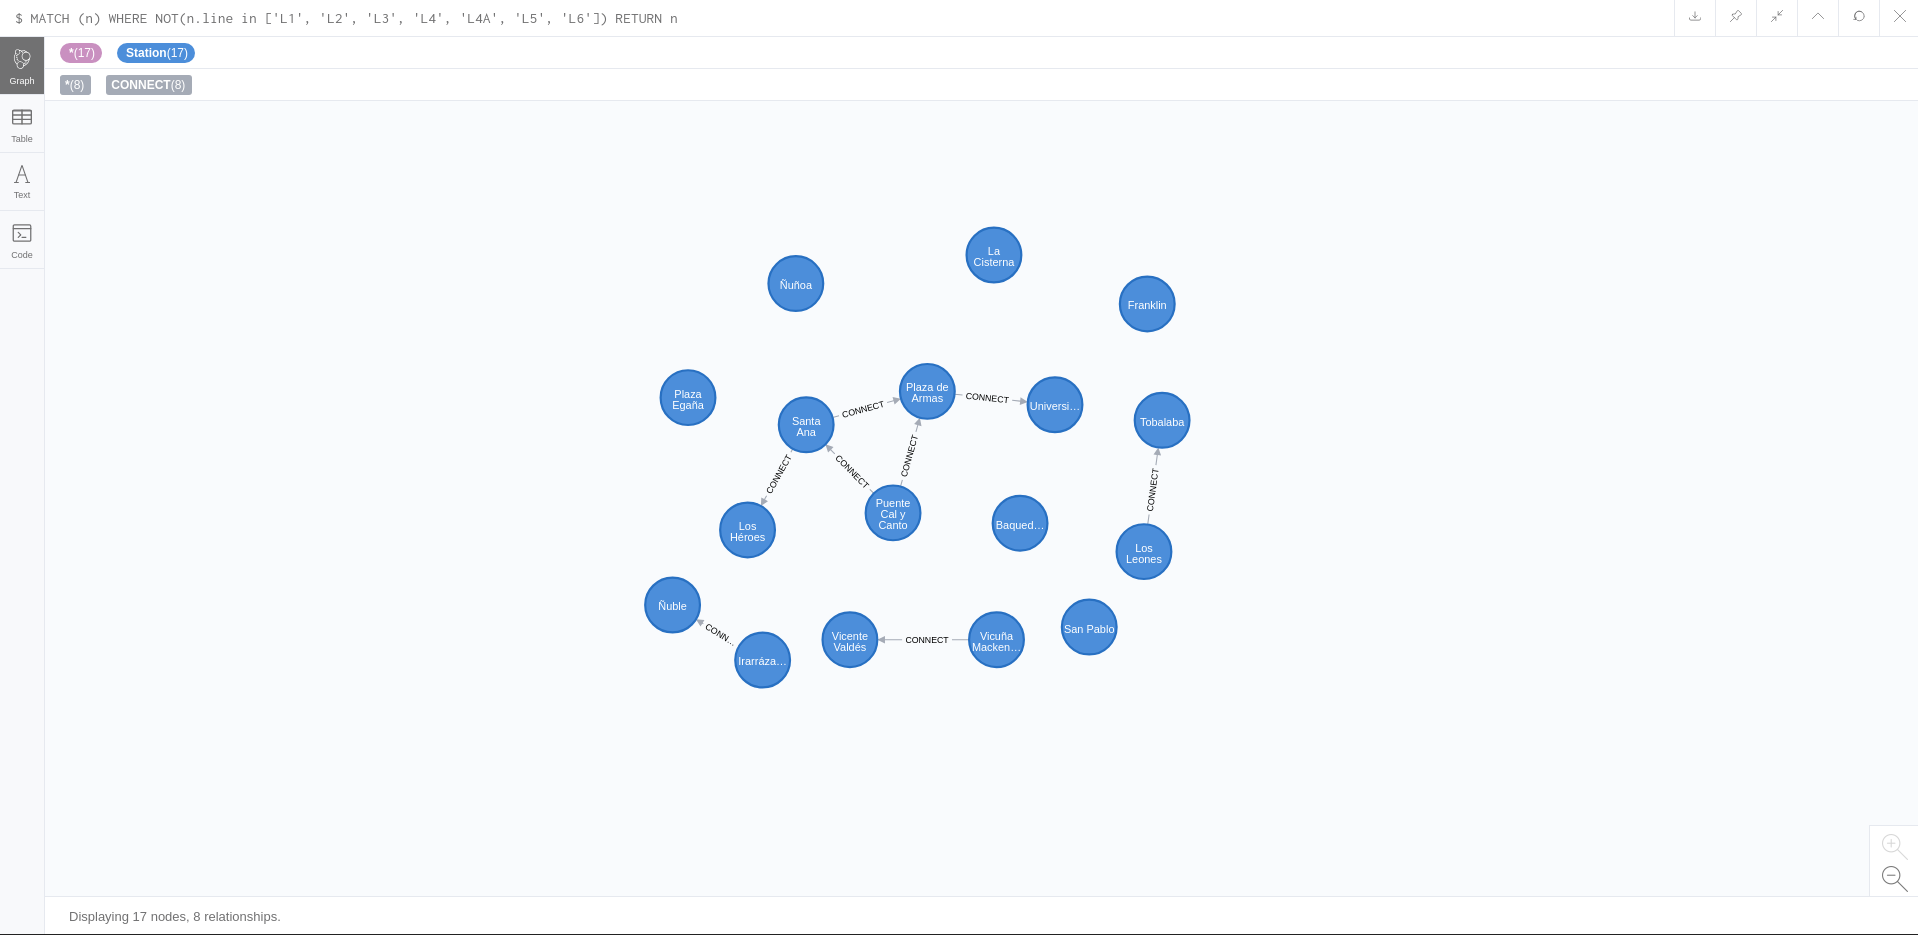 $ MATCH (n) WHERE NOT(n.line in ['L1', 'L2', 'L3', 'L4', 'L4A', 'L5', 'L6']) RETURN n
*(17) Station(17)
*(8) CONNECT(8)
Graph
Table
Text
Code
La
Cisterna
Ñuñoa
Franklin
Plaza
Egaña
Santa
Ana
CONNECT
Plaza de
Armas
CONNECT
Universi...
Tobalaba
CONNECT
CONNECT
CONNECT
CONNECT
Los
Héroes
Puente
Cal y
Canto
Baqued...
Los
Leones
Ñuble
CONN...
Irarráza...
Vicente
Valdés
CONNECT
Vicuña
Macken...
San Pablo
Displaying 17 nodes, 8 relationships.